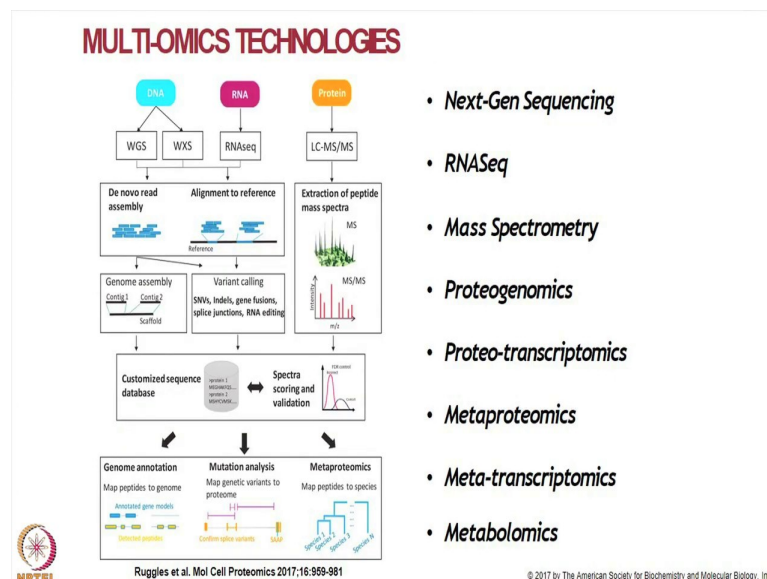 MULTI-OMICS TECHNOLOGIES
DNA
RNA
Protein
WGS
WXS
RNAseq
LC-MS/MS
De novo read
assembly
Alignment to reference
Reference
Extraction of peptide
mass spectra
MS
MS/MS
Intensity
m/z
Genome assembly
Contig 1
Contig 2
Scaffold
Variant calling
SNVs, Indels, gene fusions,
splice junctions, RNA editing
Customized sequence
database
Spectra
scoring and
validation
Genome annotation
Map peptides to genome
Annotated gene models
Detected peptides
Mutation analysis
Map genetic variants to
proteome
Confirm splice variants
SAAP
Metaproteomics
Map peptides to species
Species 1
Species 2
Species 3
Species N
• Next-Gen Sequencing
• RNASeq
• Mass Spectrometry
• Proteogenomics
• Proteo-transcriptomics
• Metaproteomics
• Meta-transcriptomics
• Metabolomics
Ruggles et al. Mol Cell Proteomics 2017;16:959-981
© 2017 by The American Society for Biochemistry and Molecular Biology, In